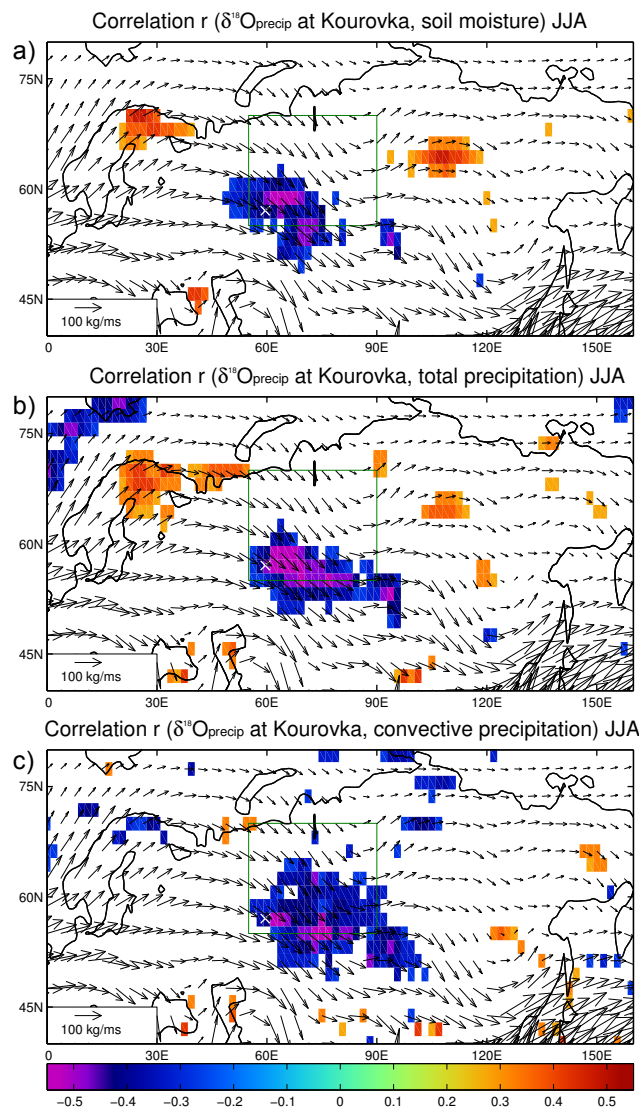 Correlation r (δ¹⁸Oprecip at Kourovka, soil moisture) JJA
a)
75N
60N
45N
100 kg/ms
0 30E 60E 90E 120E 150E
Correlation r (δ¹⁸Oprecip at Kourovka, total precipitation) JJA
b)
75N
60N
45N
100 kg/ms
0 30E 60E 90E 120E 150E
Correlation r (δ¹⁸Oprecip at Kourovka, convective precipitation) JJA
c)
75N
60N
45N
100 kg/ms
0 30E 60E 90E 120E 150E
−0.5 −0.4 −0.3 −0.2 −0.1 0 0.1 0.2 0.3 0.4 0.5